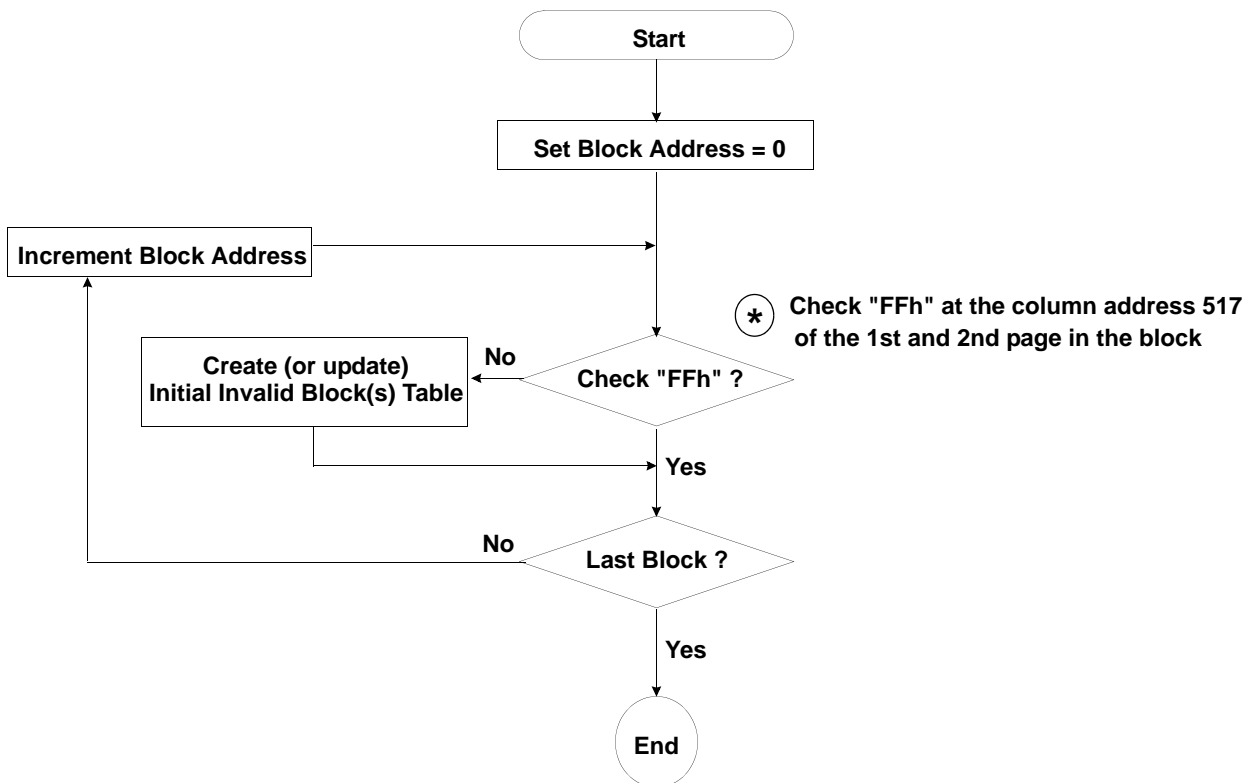 Start
Set Block Address = 0
Increment Block Address
* Check "FFh" at the column address 517
of the 1st and 2nd page in the block
Create (or update)
Initial Invalid Block(s) Table
No
Check "FFh" ?
Yes
No
Last Block ?
Yes
End